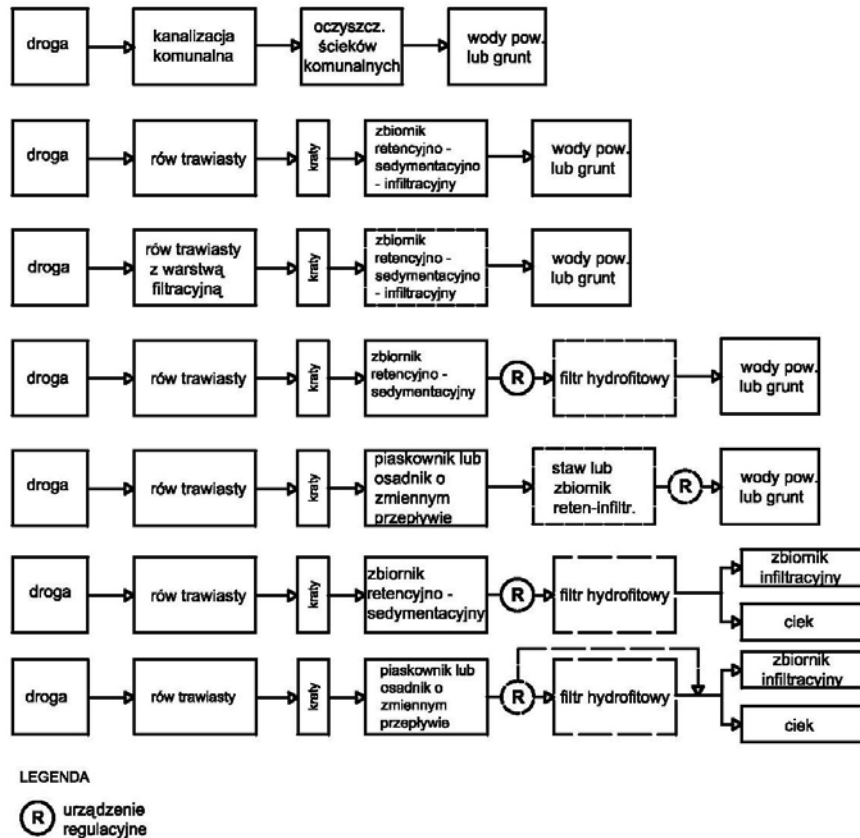 droga
kanalizacja
komunalna
oczyszcz.
ścieków
komunalnych
wody pow.
lub grunt
droga
rów trawiasty
kraty
zbiornik
retencyjno -
sedymentacyjno
- infiltracyjny
wody pow.
lub grunt
droga
rów trawiasty
z warstwą
filtracyjną
kraty
zbiornik
retencyjno -
-sedymentacyjno
- infiltracyjny
wody pow.
lub grunt
droga
rów trawiasty
kraty
zbiornik
retencyjno -
sedymentacyjny
R
filtr hydrofitowy
wody pow.
lub grunt
droga
rów trawiasty
kraty
piaskownik lub
osadnik o
zmiennym
przepływie
staw lub
zbiornik
reten-infiltr.
R
wody pow.
lub grunt
droga
rów trawiasty
kraty
zbiornik
retencyjno -
sedymentacyjny
R
filtr hydrofitowy
zbiornik
infiltracyjny
ciek
droga
rów trawiasty
kraty
piaskownik lub
osadnik o
zmiennym
przepływie
R
filtr hydrofitowy
zbiornik
infiltracyjny
ciek
LEGENDA
R urządzenie
regulacyjne